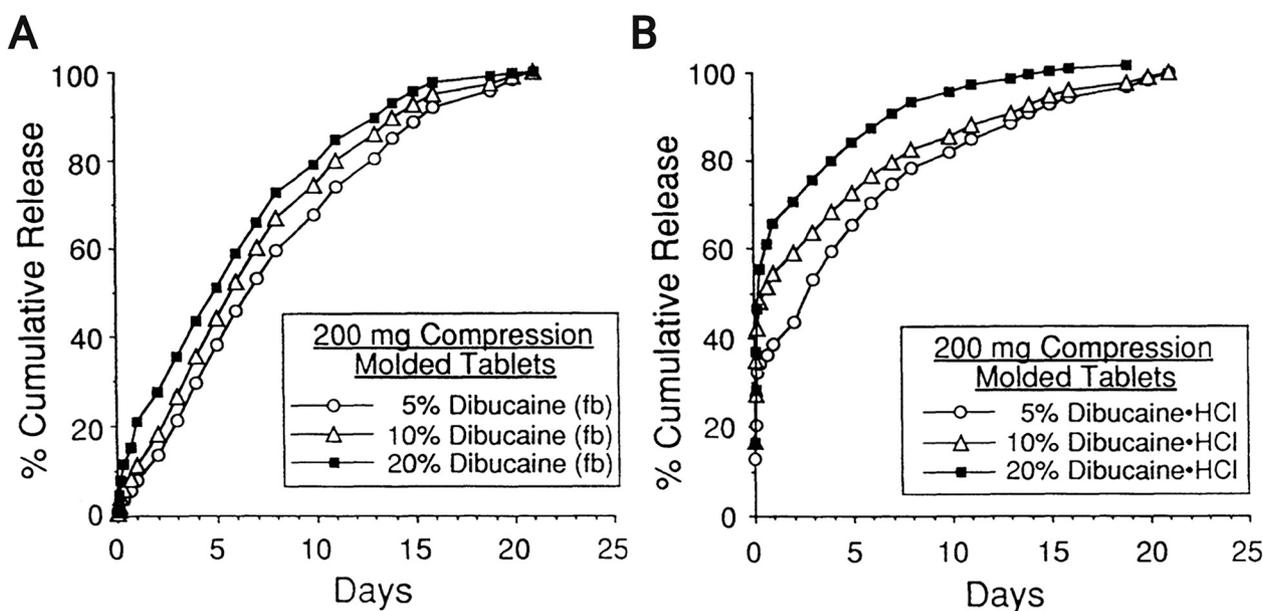 A
100
80
60
40
20
0
% Cumulative Release
0 5 10 15 20 25
Days
200 mg Compression
Molded Tablets
5% Dibucaine (fb)
10% Dibucaine (fb)
20% Dibucaine (fb)
B
100
80
60
40
20
0
% Cumulative Release
0 5 10 15 20 25
Days
200 mg Compression
Molded Tablets
5% Dibucaine•HCl
10% Dibucaine•HCl
20% Dibucaine•HCl